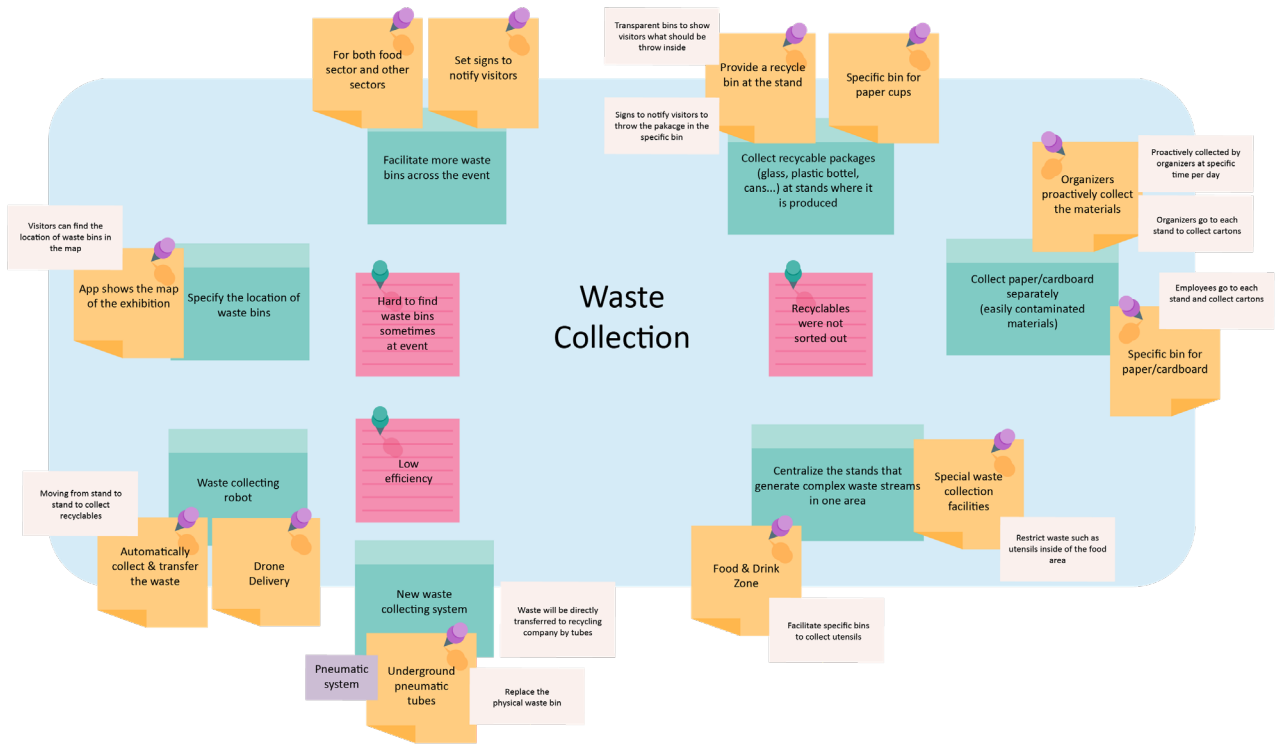 For both food
sector and other
sectors
Set signs to
notify visitors
Facilitate more waste
bins across the event
Transparent bins to show
visitors what should be
throw inside
Provide a recycle
bin at the stand
Specific bin for
paper cups
Signs to notify visitors to
throw the pakacge in the
specific bin
Collect recyable packages
(glass, plastic bottel,
cans...) at stands where it
is produced
Organizers
proactively collect
the materials
Proactively collected by
organizers at specific
time per day
Organizers go to each
stand to collect cartons
Visitors can find the
location of waste bins in
the map
App shows the map
of the exhibition
Specify the location of
waste bins
Hard to find
waste bins
sometimes
at event
Waste
Collection
Recyclables
were not
sorted out
Collect paper/cardboard
separately
(easily contaminated
materials)
Employees go to each
stand and collect cartons
Specific bin for
paper/cardboard
Low
efficiency
Waste collecting
robot
Moving from stand to
stand to collect
recyclables
Automatically
collect & transfer
the waste
Drone
Delivery
New waste
collecting system
Waste will be directly
transferred to recycling
company by tubes
Pneumatic
system
Underground
pneumatic
tubes
Replace the
physical waste bin
Centralize the stands that
generate complex waste streams
in one area
Special waste
collection
facilities
Restrict waste such as
utensils inside of the food
area
Food & Drink
Zone
Facilitate specific bins
to collect utensils